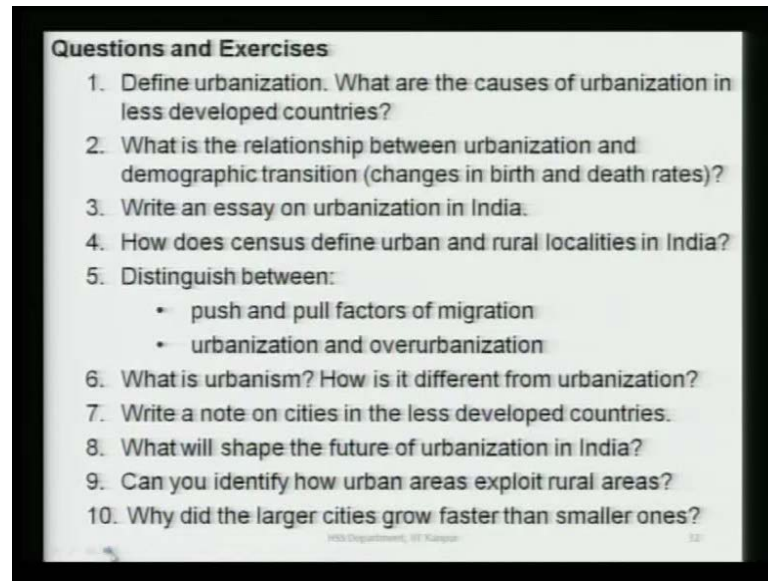 Questions and Exercises
1. Define urbanization. What are the causes of urbanization in
less developed countries?
2. What is the relationship between urbanization and
demographic transition (changes in birth and death rates)?
3. Write an essay on urbanization in India.
4. How does census define urban and rural localities in India?
5. Distinguish between:
• push and pull factors of migration
• urbanization and overurbanization
6. What is urbanism? How is it different from urbanization?
7. Write a note on cities in the less developed countries.
8. What will shape the future of urbanization in India?
9. Can you identify how urban areas exploit rural areas?
10. Why did the larger cities grow faster than smaller ones?
HSS Department, IIT Kanpur 32